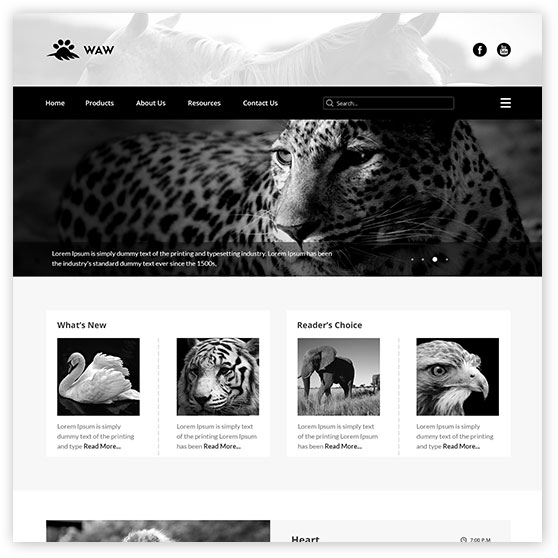 WAW
f
You
Tube
Home Products About Us Resources Contact Us Search...
Lorem Ipsum is simply dummy text of the printing and typesetting industry. Lorem Ipsum has been
the industry's standard dummy text ever since the 1500s.
What's New
Lorem Ipsum is simply
dummy text of the printing
and type Read More...
Lorem Ipsum is simply text
of the printing Lorem Ipsum
has been Read More...
Reader's Choice
Lorem Ipsum is simply
dummy text of the printing
and type Read More...
Lorem Ipsum is simply text
of the printing Lorem Ipsum
has been Read More...
Heart 7:00 P.M